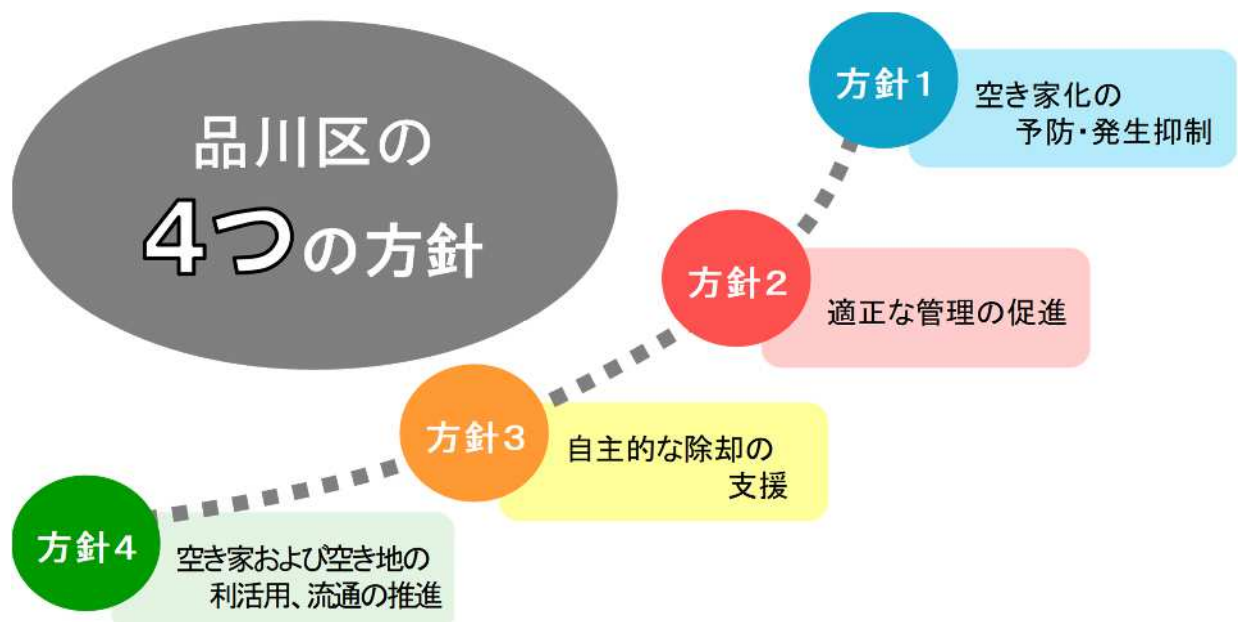 品川区の
4つの方針
方針1
空き家化の
予防・発生抑制
方針2
適正な管理の促進
方針3
自主的な除却の
支援
方針4
空き家および空き地の
利活用、流通の推進